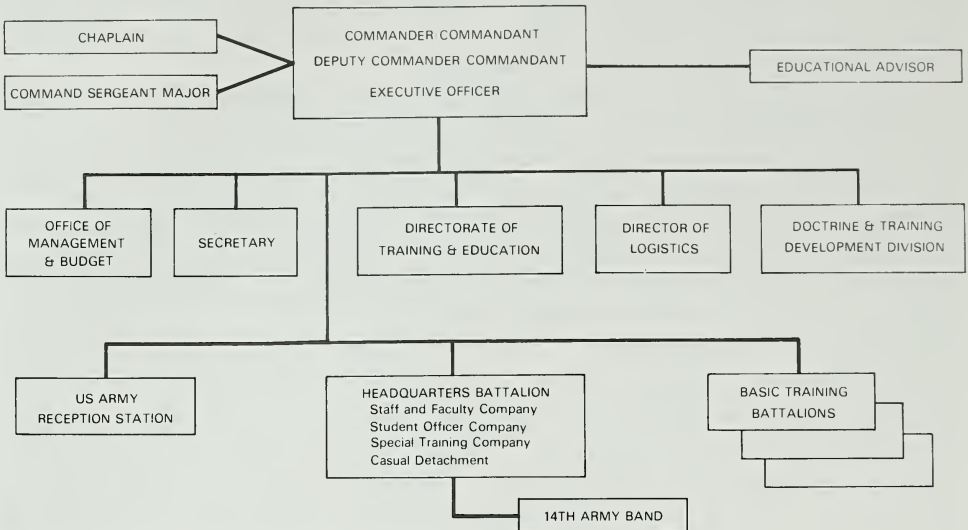 CHAPLAIN
COMMAND SERGEANT MAJOR
COMMANDER COMMANDANT
DEPUTY COMMANDER COMMANDANT
EXECUTIVE OFFICER
EDUCATIONAL ADVISOR
OFFICE OF
MANAGEMENT
& BUDGET
SECRETARY
DIRECTORATE OF
TRAINING & EDUCATION
DIRECTOR OF
LOGISTICS
DOCTRINE & TRAINING
DEVELOPMENT DIVISION
US ARMY
RECEPTION STATION
HEADQUARTERS BATTALION
Staff and Faculty Company
Student Officer Company
Special Training Company
Casual Detachment
BASIC TRAINING
BATTALIONS
14TH ARMY BAND